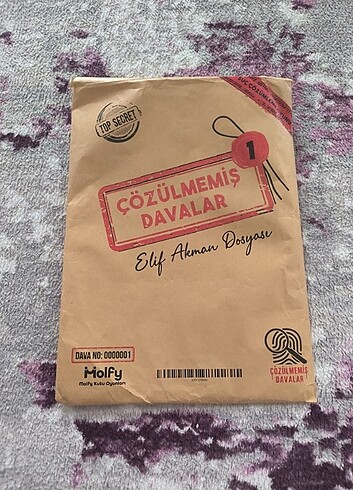 TOP SECRET
1
ÇÖZÜLMEMİŞ
DAVALAR
Elif Akman Dosyası
DAVA NO: 0000001
Molfy
Molfy Kutu Oyunları
ÇÖZÜLMEMİŞ
DAVALAR